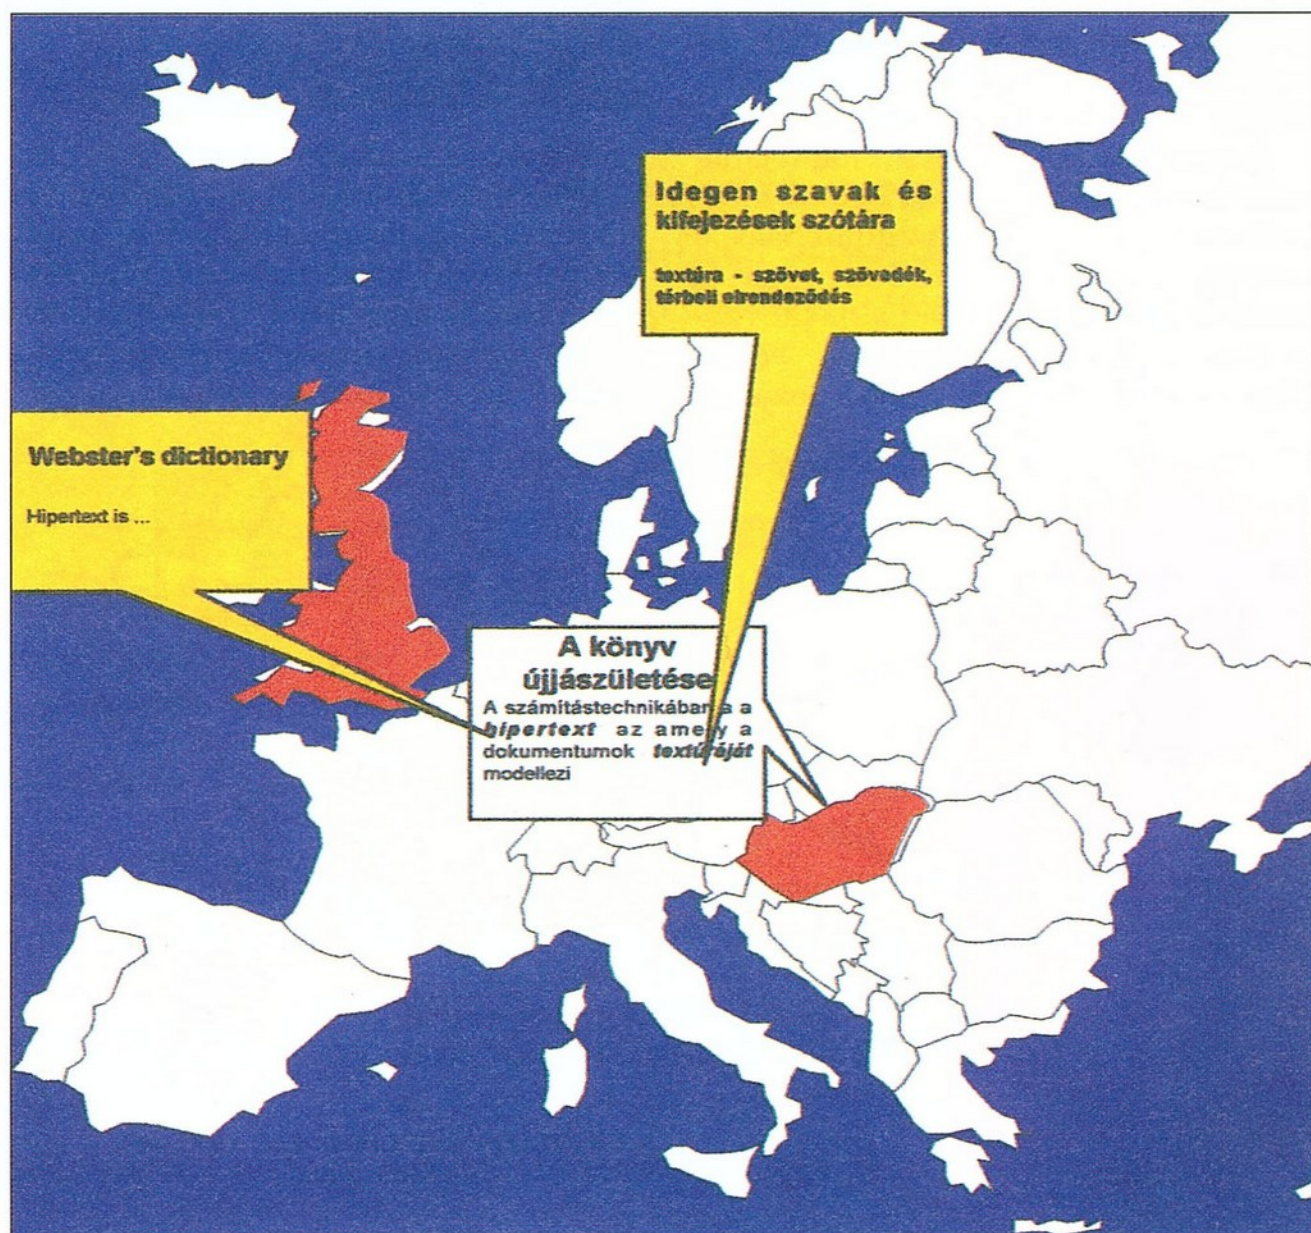 Idegen szavak és
kifejezések szótára
textúra - szövet, szövedék,
térbeli elrendeződés
Webster's dictionary
Hipertext is ...
A könyv
újjászületése
A számítástechnikában a
hipertext az amely a
dokumentumok textúráját
modellezi